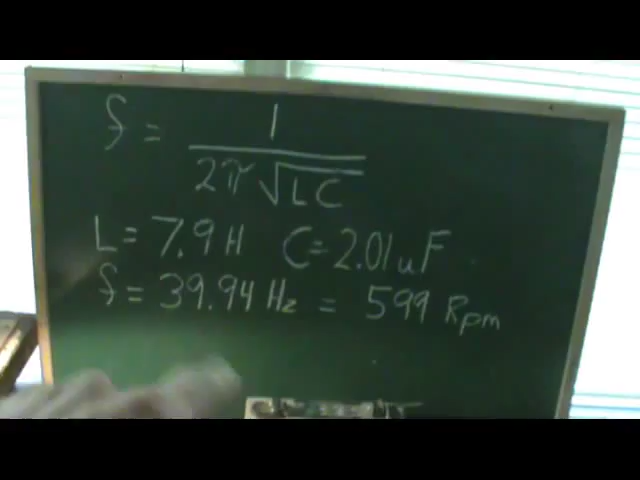 f = 1 / 2π√LC
L = 7.9 H C = 2.01 uF
f = 39.94 Hz = 599 Rpm